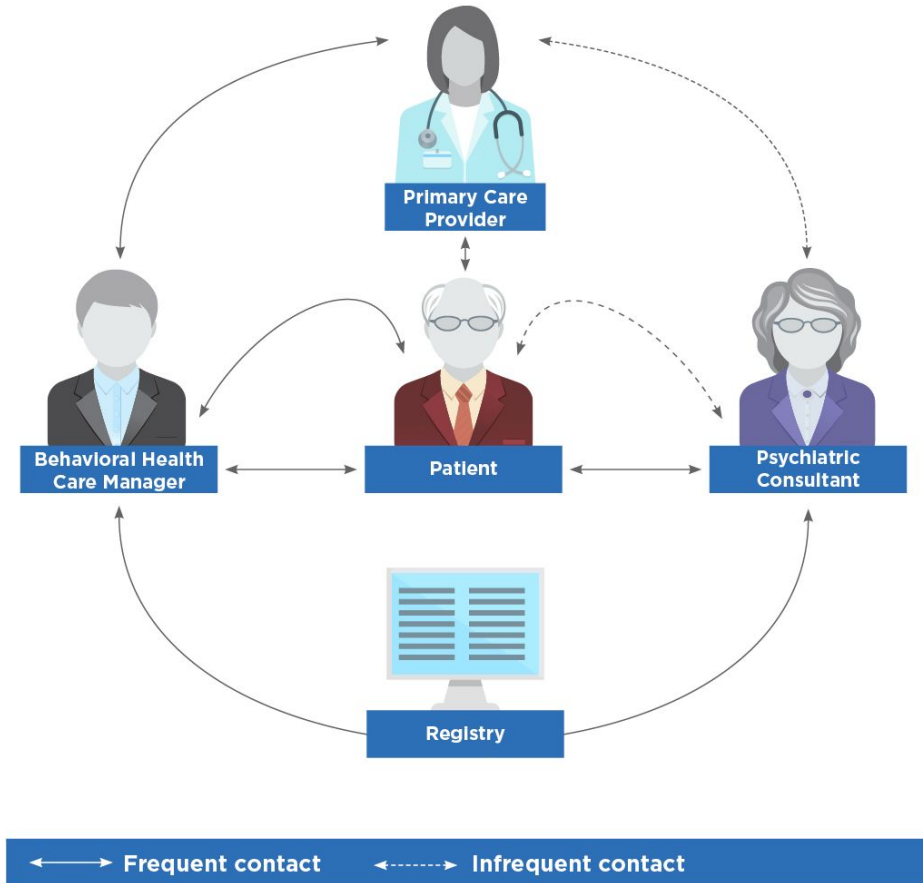 Primary Care
Provider
Behavioral Health
Care Manager
Patient
Psychiatric
Consultant
Registry
Frequent contact
Infrequent contact